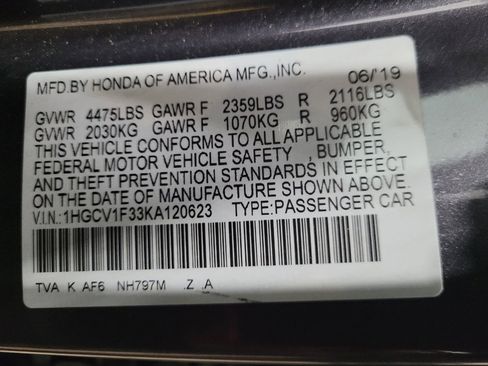 MFD.BY HONDA OF AMERICA MFG.,INC. 06/'19
GVWR 4475LBS GAWR F 2359LBS R 2116LBS
GVWR 2030KG GAWR F 1070KG R 960KG
THIS VEHICLE CONFORMS TO ALL APPLICABLE
FEDERAL MOTOR VEHICLE SAFETY , BUMPER,
AND THEFT PREVENTION STANDARDS IN EFFECT
ON THE DATE OF MANUFACTURE SHOWN ABOVE.
V.I.N.:1HGCV1F33KA120623 TYPE:PASSENGER CAR
TVA K AF6 NH797M .Z .A